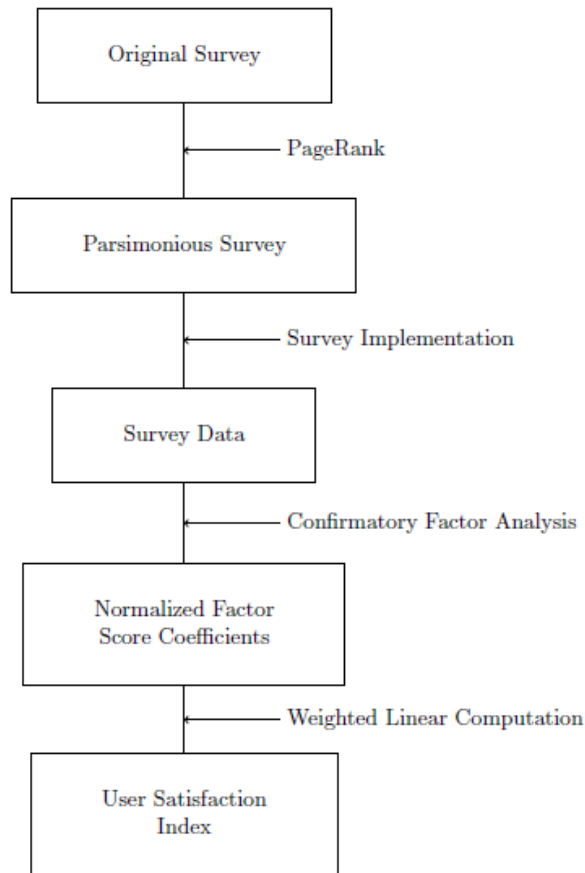 Original Survey
PageRank
Parsimonious Survey
Survey Implementation
Survey Data
Confirmatory Factor Analysis
Normalized Factor
Score Coefficients
Weighted Linear Computation
User Satisfaction
Index